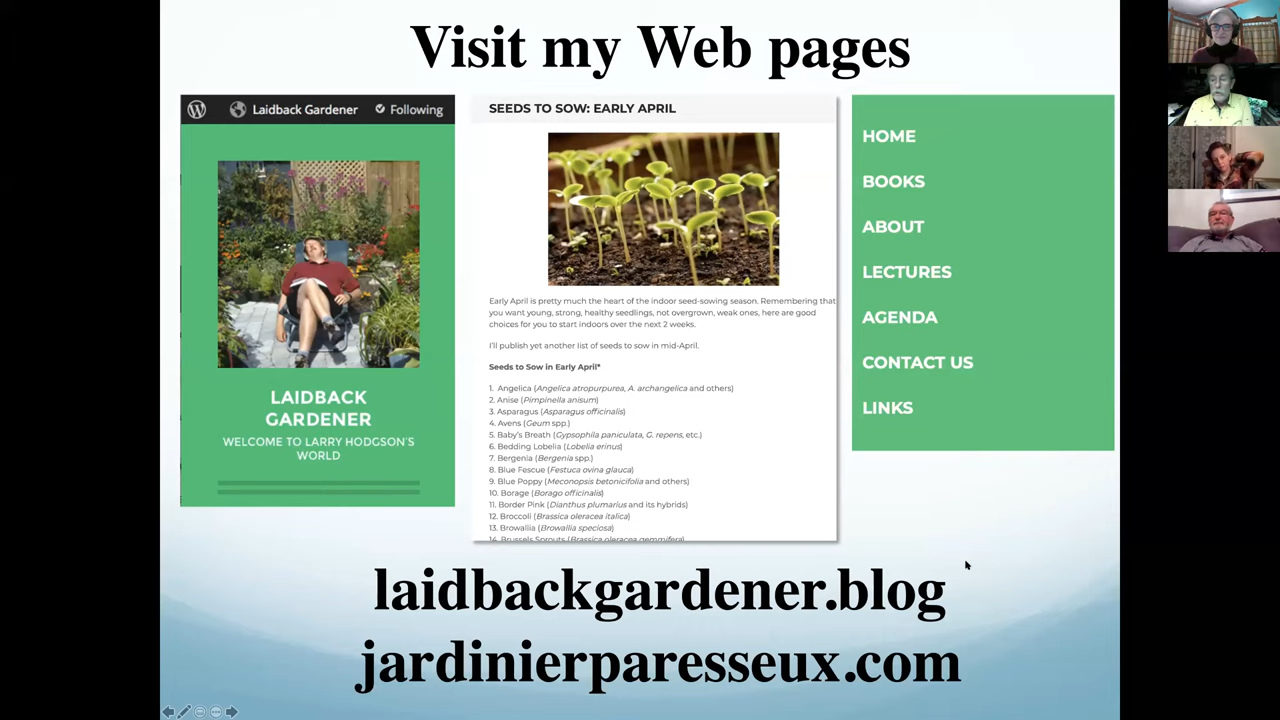 Visit my Web pages
Laidback Gardener
Following
LAIDBACK
GARDENER
WELCOME TO LARRY HODGSON'S
WORLD
SEEDS TO SOW: EARLY APRIL
Early April is pretty much the heart of the indoor seed-sowing season. Remembering that
you want young, strong, healthy seedlings, not overgrown, weak ones, here are good
choices for you to start indoors over the next 2 weeks.
I'll publish yet another list of seeds to sow in mid-April.
Seeds to Sow in Early April*
1. Angelica (Angelica atropurpurea, A. archangelica and others)
2. Anise (Pimpinella anisum)
3. Asparagus (Asparagus officinalis)
4. Avens (Geum spp.)
5. Baby's Breath (Gypsophila paniculata, G. repens, etc.)
6. Bedding Lobelia (Lobelia erinus)
7. Bergenia (Bergenia spp.)
8. Blue Fescue (Festuca ovina glauca)
9. Blue Poppy (Meconopsis betonicifolia and others)
10. Borage (Borago officinalis)
11. Border Pink (Dianthus plumarius and its hybrids)
12. Broccoli (Brassica oleracea italica)
13. Browallia (Browallia speciosa)
14. Brussels Sprouts (Brassica oleracea gemmifera)
HOME
BOOKS
ABOUT
LECTURES
AGENDA
CONTACT US
LINKS
laidbackgardener.blog
jardinierparesseux.com